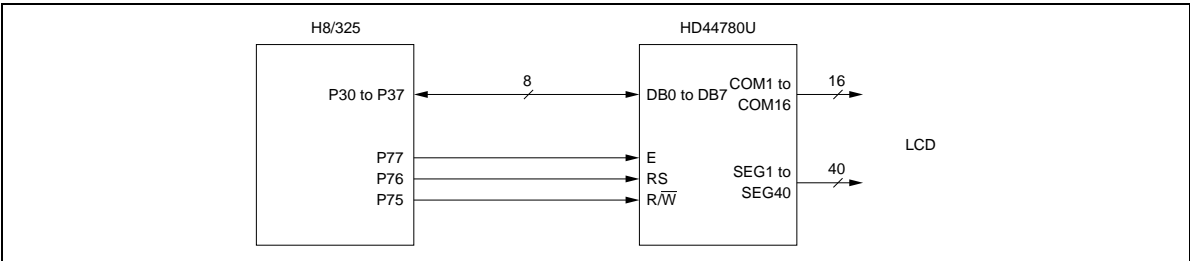 H8/325
HD44780U
P30 to P37
8
DB0 to DB7
COM1 to
COM16
16
LCD
P77
E
P76
RS
P75
R/W̅
SEG1 to
SEG40
40